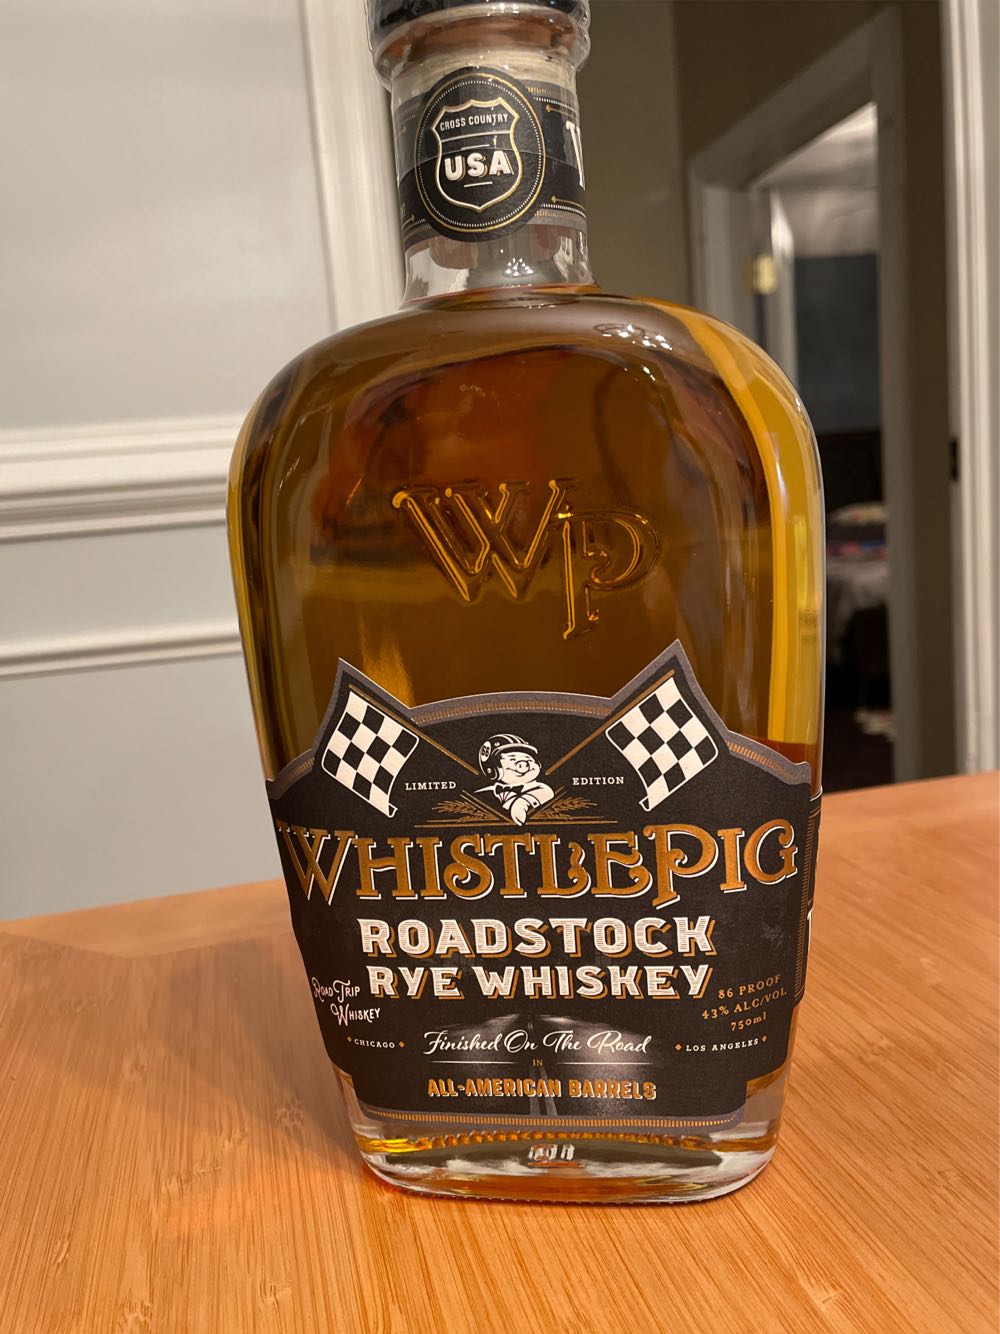 CROSS COUNTRY
USA
WP
66
LIMITED EDITION
WHISTLEPIG
ROADSTOCK
RYE WHISKEY
ROAD TRIP
WHISKEY
86 PROOF
43% ALC/VOL
750ml
CHICAGO
Finished On The Road
LOS ANGELES
IN
ALL-AMERICAN BARRELS